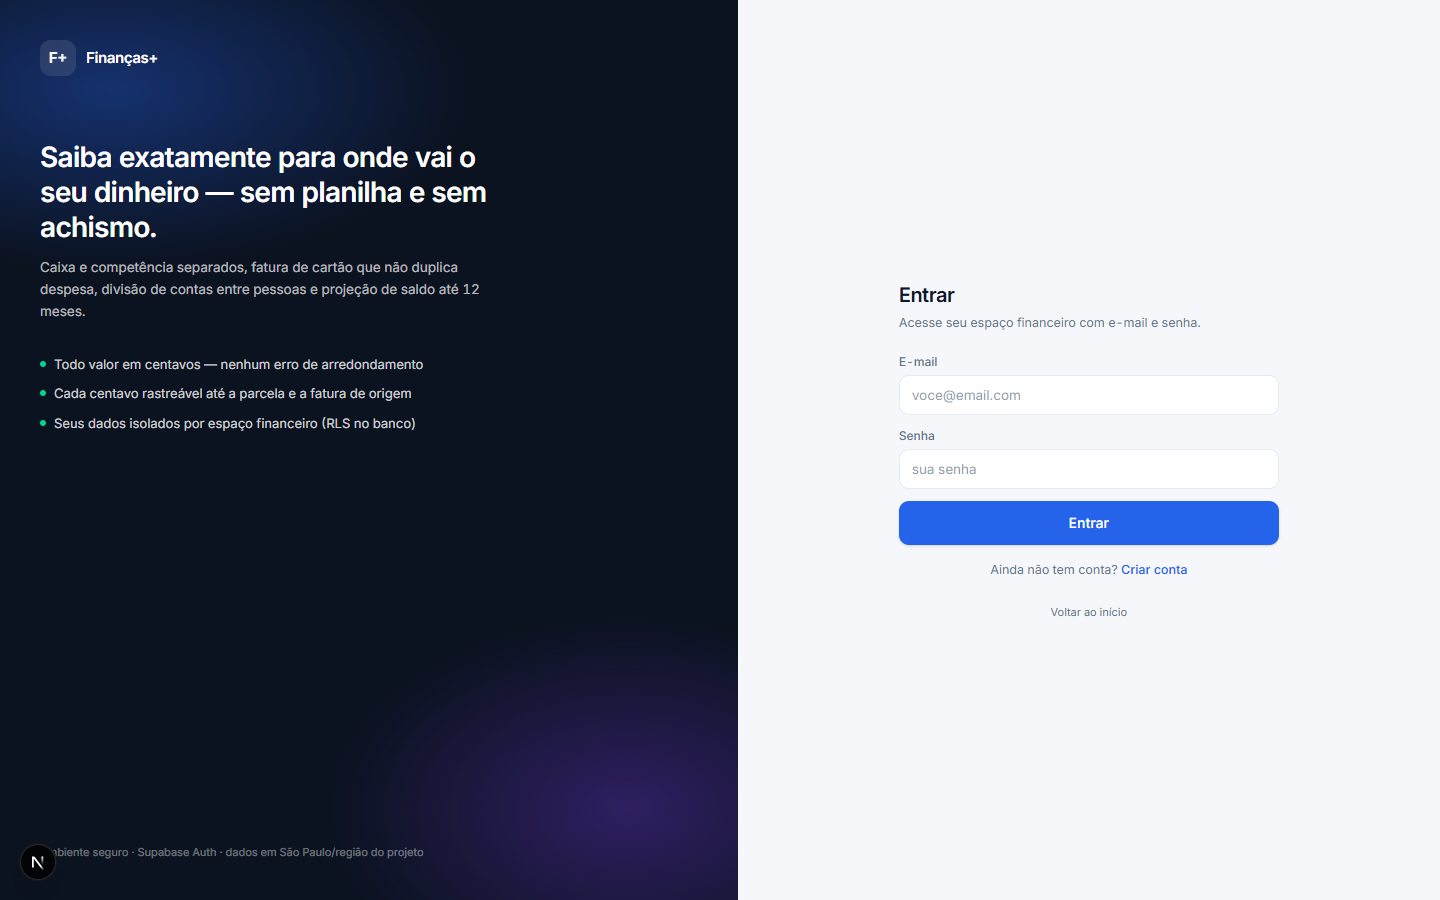 F+ Finanças+
Saiba exatamente para onde vai o
seu dinheiro — sem planilha e sem
achismo.
Caixa e competência separados, fatura de cartão que não duplica
despesa, divisão de contas entre pessoas e projeção de saldo até 12
meses.
Todo valor em centavos — nenhum erro de arredondamento
Cada centavo rastreável até a parcela e a fatura de origem
Seus dados isolados por espaço financeiro (RLS no banco)
seguro · Supabase Auth · dados em São Paulo/região do projeto
N
Entrar
Acesse seu espaço financeiro com e-mail e senha.
E-mail
voce@email.com
Senha
sua senha
Entrar
Ainda não tem conta? Criar conta
Voltar ao início